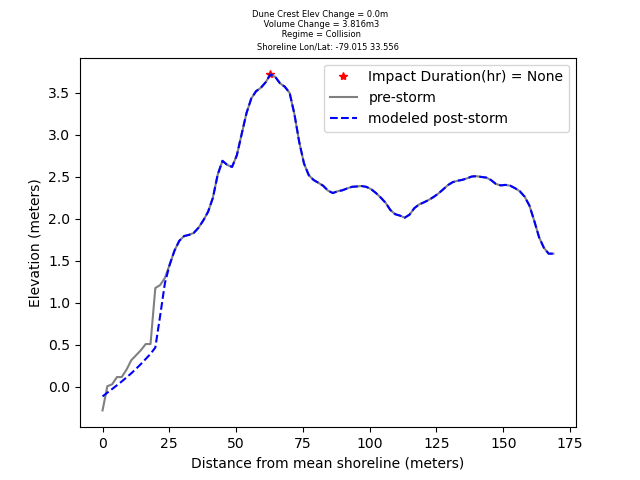 Dune Crest Elev Change = 0.0m
Volume Change = 3.816m3
Regime = Collision
Shoreline Lon/Lat: -79.015 33.556
Impact Duration(hr) = None
pre-storm
modeled post-storm
3.5
3.0
2.5
2.0
1.5
1.0
0.5
0.0
Elevation (meters)
0
25
50
75
100
125
150
175
Distance from mean shoreline (meters)